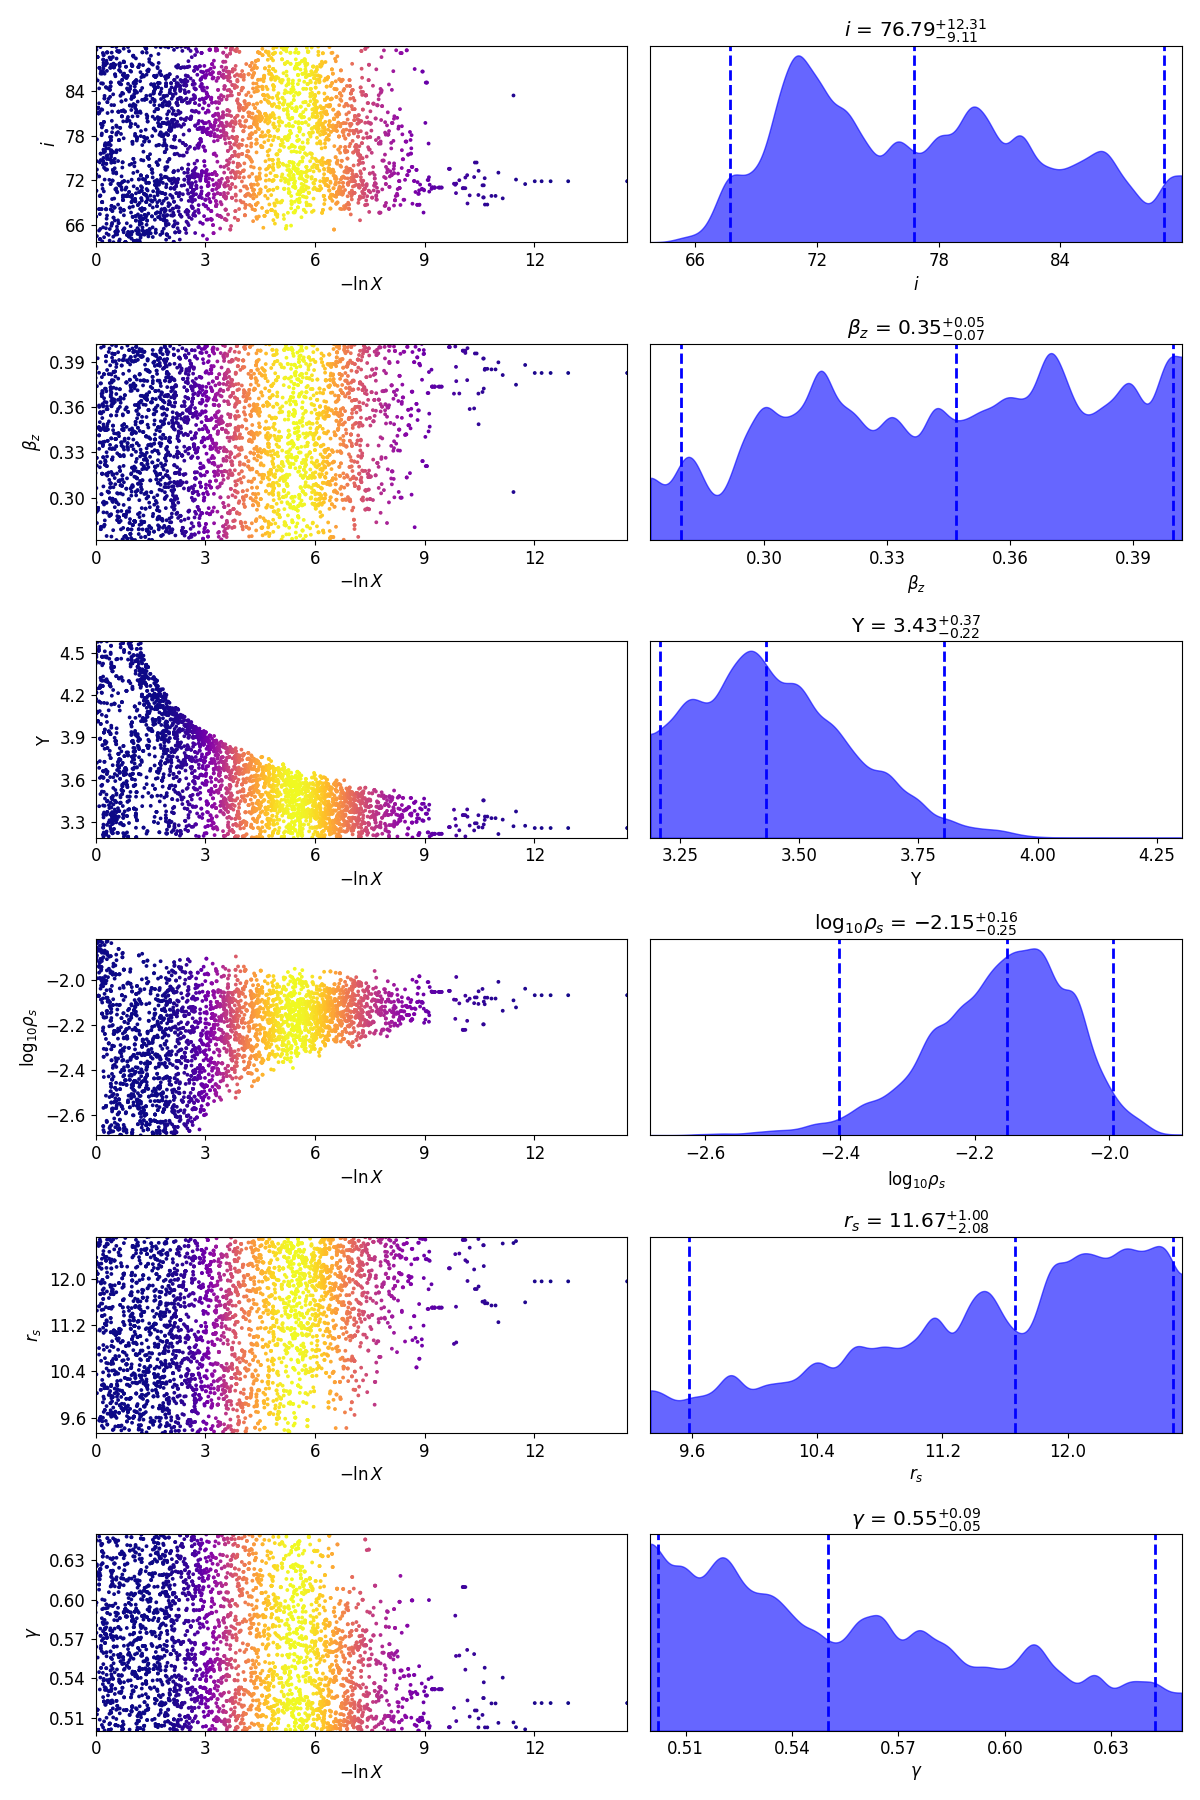 i = 76.79+12.31−9.11
84
78
72
66
i
0 3 6 9 12
−ln X
66 72 78 84
i
βz = 0.35+0.05−0.07
0.39
0.36
0.33
0.30
βz
0 3 6 9 12
−ln X
0.30 0.33 0.36 0.39
βz
Y = 3.43+0.37−0.22
4.5
4.2
3.9
3.6
3.3
Y
0 3 6 9 12
−ln X
3.25 3.50 3.75 4.00 4.25
Y
log10ρs = −2.15+0.16−0.25
−2.0
−2.2
−2.4
−2.6
log10ρs
0 3 6 9 12
−ln X
−2.6 −2.4 −2.2 −2.0
log10ρs
rs = 11.67+1.00−2.08
12.0
11.2
10.4
9.6
rs
0 3 6 9 12
−ln X
9.6 10.4 11.2 12.0
rs
γ = 0.55+0.09−0.05
0.63
0.60
0.57
0.54
0.51
γ
0 3 6 9 12
−ln X
0.51 0.54 0.57 0.60 0.63
γ